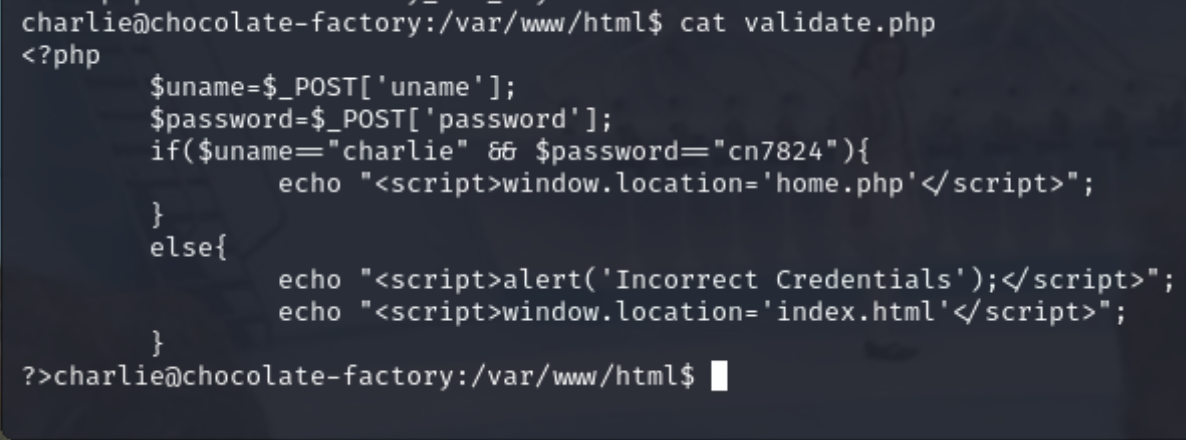 charlie@chocolate-factory:/var/www/html$ cat validate.php
<?php
        $uname=$_POST['uname'];
        $password=$_POST['password'];
        if($uname=="charlie" && $password=="cn7824"){
                echo "<script>window.location='home.php'</script>";
        }
        else{
                echo "<script>alert('Incorrect Credentials');</script>";
                echo "<script>window.location='index.html'</script>";
        }
?>charlie@chocolate-factory:/var/www/html$